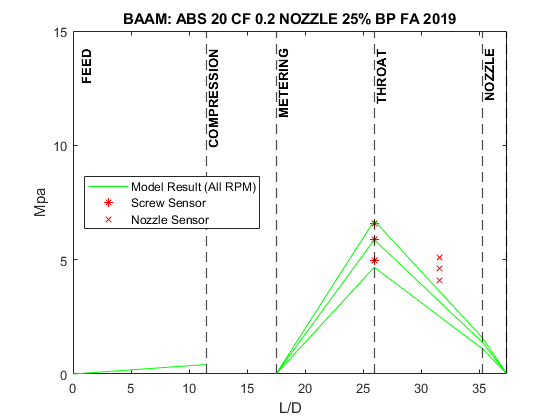 BAAM: ABS 20 CF 0.2 NOZZLE 25% BP FA 2019
15
10
5
0
Mpa
FEED
COMPRESSION
METERING
THROAT
NOZZLE
Model Result (All RPM)
Screw Sensor
Nozzle Sensor
0 5 10 15 20 25 30 35
L/D